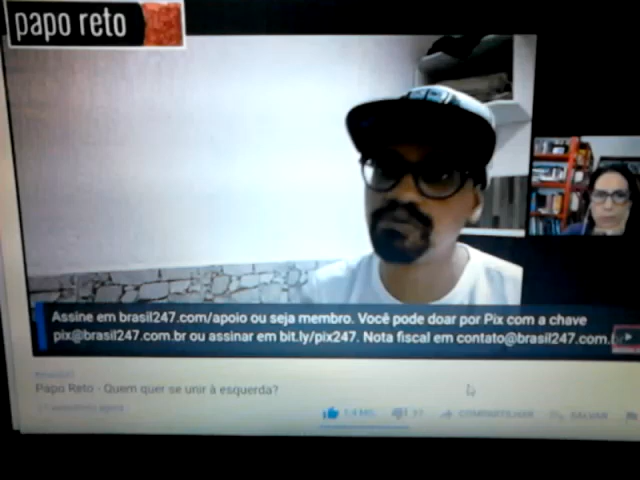 papo reto
Assine em brasil247.com/apoio ou seja membro. Você pode doar por Pix com a chave
pix@brasil247.com.br ou assinar em bit.ly/pix247. Nota fiscal em contato@brasil247.com.
Papo Reto - Quem quer se unir à esquerda?
COMPARTILHAR SALVAR